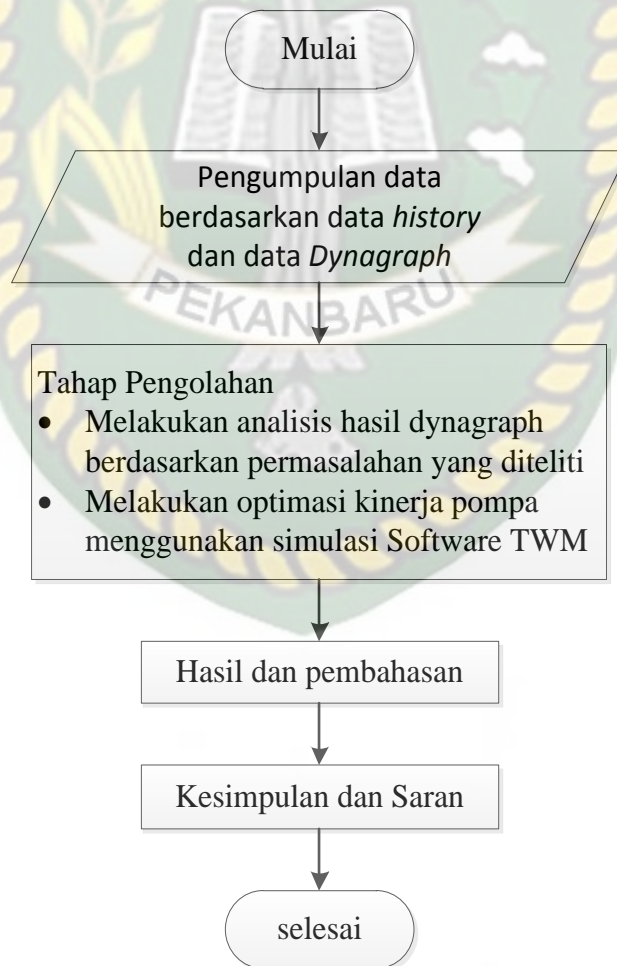 Mulai
Pengumpulan data
berdasarkan data history
dan data Dynagraph
PEKANBARU
Tahap Pengolahan
• Melakukan analisis hasil dynagraph
berdasarkan permasalahan yang diteliti
• Melakukan optimasi kinerja pompa
menggunakan simulasi Software TWM
Hasil dan pembahasan
Kesimpulan dan Saran
selesai